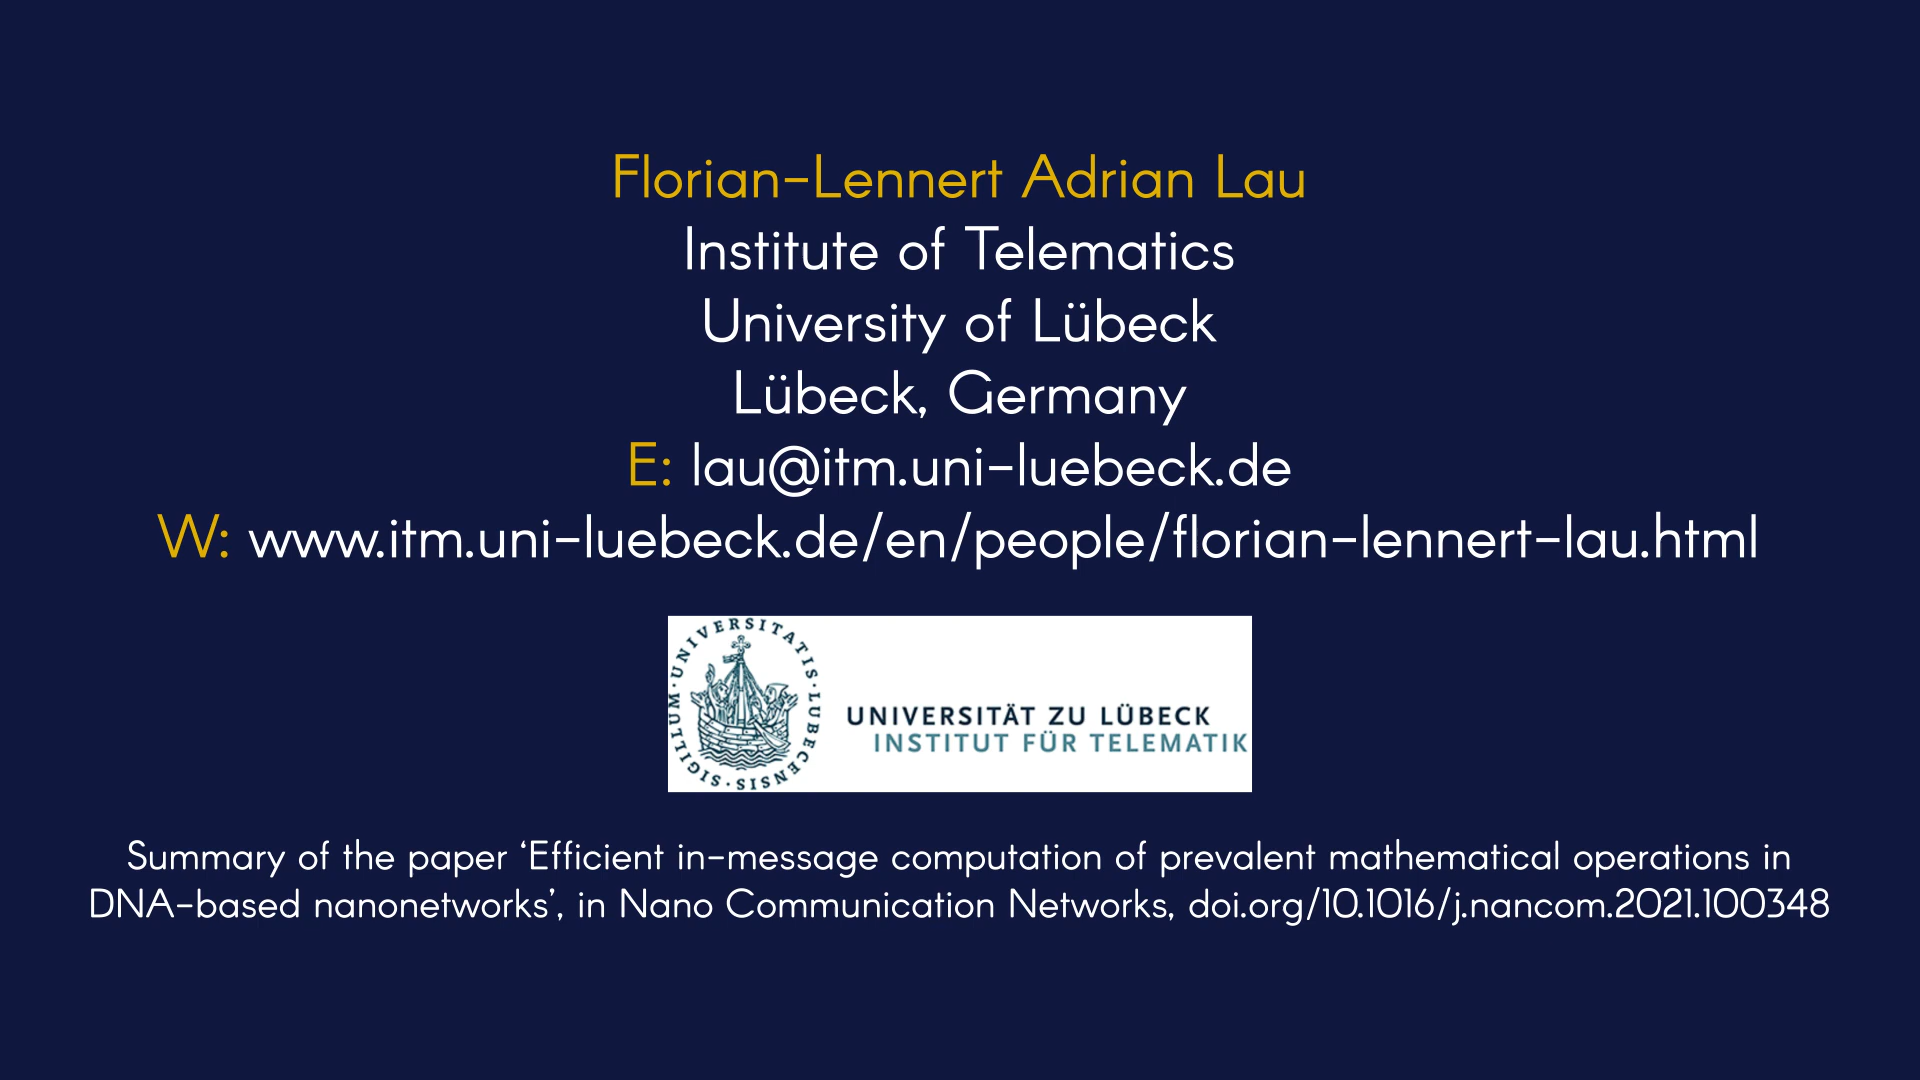 Florian-Lennert Adrian Lau
Institute of Telematics
University of Lübeck
Lübeck, Germany
E: lau@itm.uni-luebeck.de
W: www.itm.uni-luebeck.de/en/people/florian-lennert-lau.html
SIGILLUM·UNIVERSITATIS·LUBECENSIS·
UNIVERSITÄT ZU LÜBECK
INSTITUT FÜR TELEMATIK
Summary of the paper ‘Efficient in-message computation of prevalent mathematical operations in
DNA-based nanonetworks’, in Nano Communication Networks, doi.org/10.1016/j.nancom.2021.100348